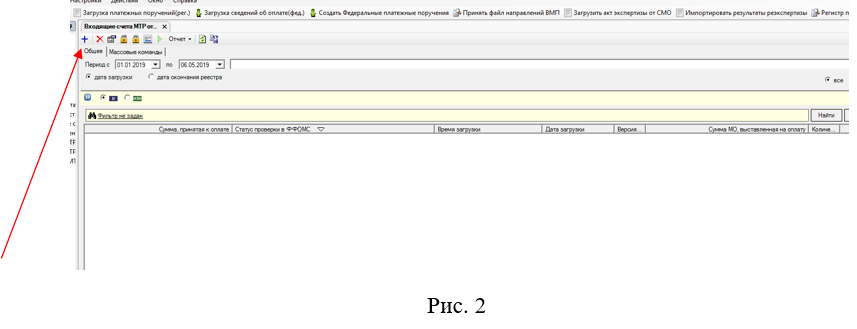 Настройки Действия Окно Справка
Загрузка платежных поручений(рег.) Загрузка сведений об оплате(фед.) Создать Федеральные платежные поручения Принять файл направлений ВМП Загрузить акт экспертизы от СМО Импортировать результаты реэкспертизы Регистр п
Входящие счета МТР от...
Отчет
Общее Массовые команды
Период с 01.01.2019 по 06.05.2019
дата загрузки дата окончания реестра
все
Фильтр не задан
Найти
Сумма, принятая к оплате Статус проверки в ФФОМС Время загрузки Дата загрузки Версия... Сумма МО, выставленная на оплату Количе...
Рис. 2